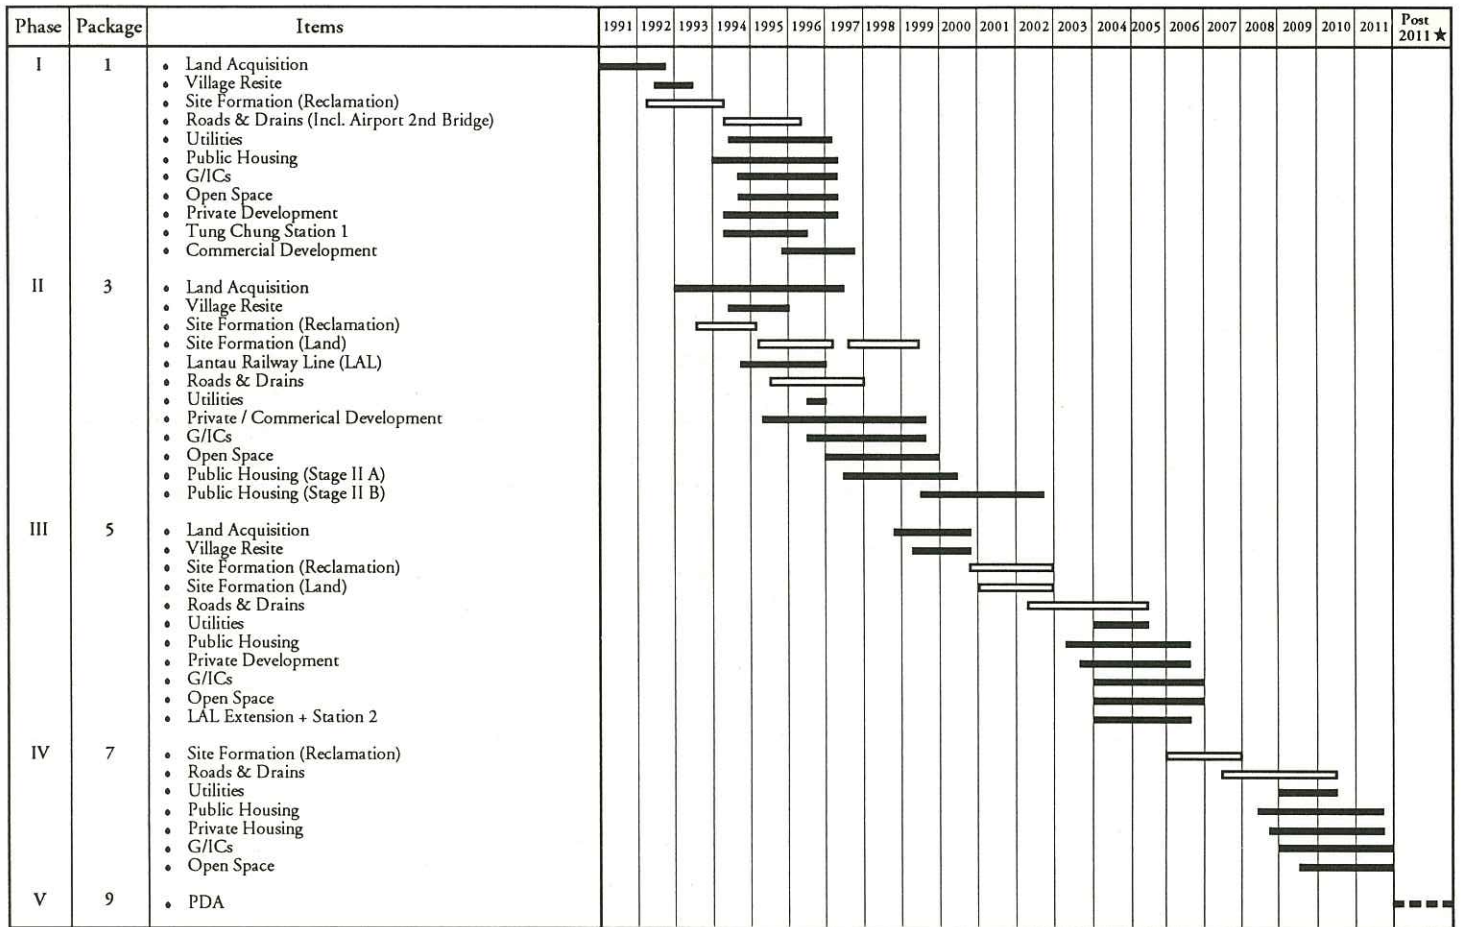 Phase Package Items 1991 1992 1993 1994 1995 1996 1997 1998 1999 2000 2001 2002 2003 2004 2005 2006 2007 2008 2009 2010 2011 Post 2011 ★
I 1 • Land Acquisition
• Village Resite
• Site Formation (Reclamation)
• Roads & Drains (Incl. Airport 2nd Bridge)
• Utilities
• Public Housing
• G/ICs
• Open Space
• Private Development
• Tung Chung Station 1
• Commercial Development
II 3 • Land Acquisition
• Village Resite
• Site Formation (Reclamation)
• Site Formation (Land)
• Lantau Railway Line (LAL)
• Roads & Drains
• Utilities
• Private / Commerical Development
• G/ICs
• Open Space
• Public Housing (Stage II A)
• Public Housing (Stage II B)
III 5 • Land Acquisition
• Village Resite
• Site Formation (Reclamation)
• Site Formation (Land)
• Roads & Drains
• Utilities
• Public Housing
• Private Development
• G/ICs
• Open Space
• LAL Extension + Station 2
IV 7 • Site Formation (Reclamation)
• Roads & Drains
• Utilities
• Public Housing
• Private Housing
• G/ICs
• Open Space
V 9 • PDA